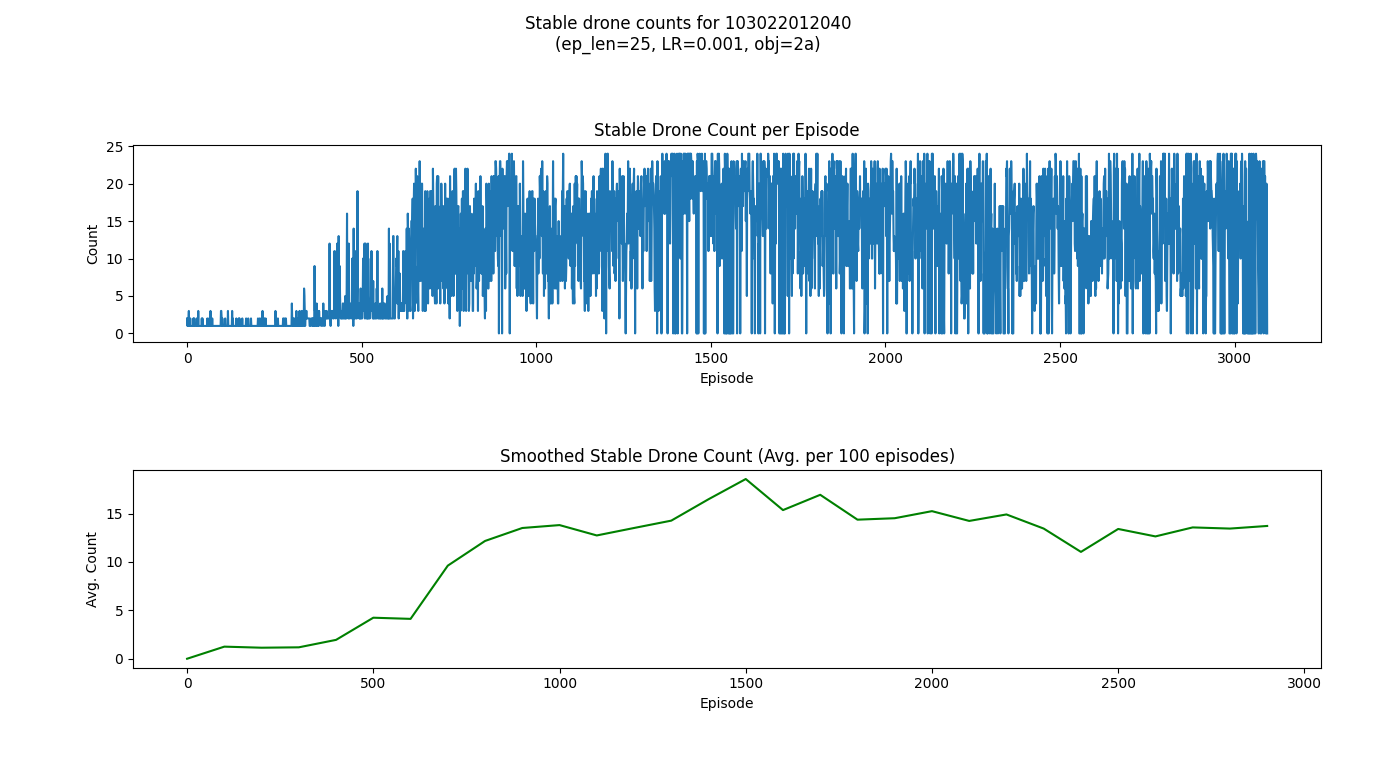 Stable drone counts for 103022012040
(ep_len=25, LR=0.001, obj=2a)
Stable Drone Count per Episode
25
20
15
10
5
0
Count
0 500 1000 1500 2000 2500 3000
Episode
Smoothed Stable Drone Count (Avg. per 100 episodes)
15
10
5
0
Avg. Count
0 500 1000 1500 2000 2500 3000
Episode